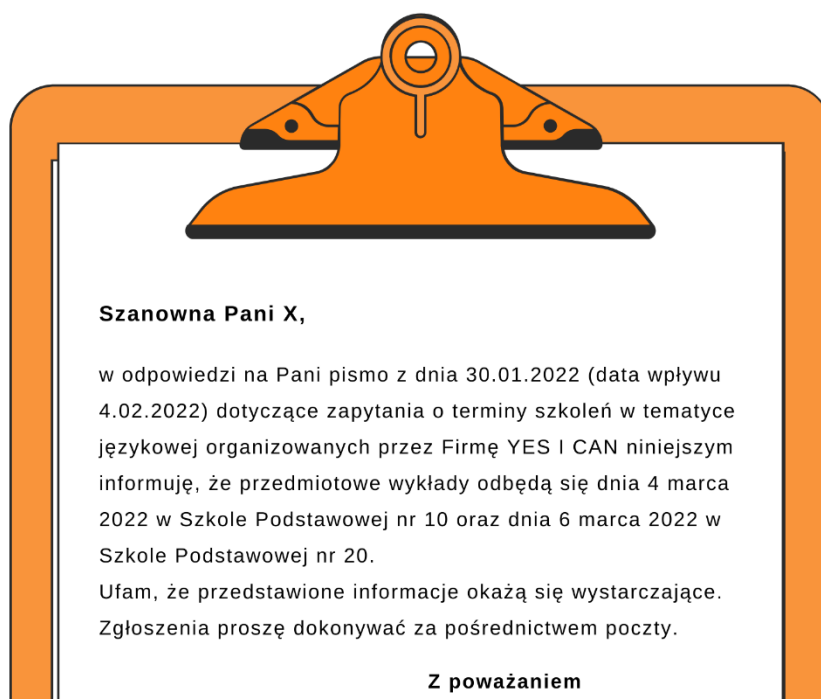 Szanowna Pani X,
w odpowiedzi na Pani pismo z dnia 30.01.2022 (data wpływu
4.02.2022) dotyczące zapytania o terminy szkoleń w tematyce
językowej organizowanych przez Firmę YES I CAN niniejszym
informuję, że przedmiotowe wykłady odbędą się dnia 4 marca
2022 w Szkole Podstawowej nr 10 oraz dnia 6 marca 2022 w
Szkole Podstawowej nr 20.
Ufam, że przedstawione informacje okażą się wystarczające.
Zgłoszenia proszę dokonywać za pośrednictwem poczty.
Z poważaniem